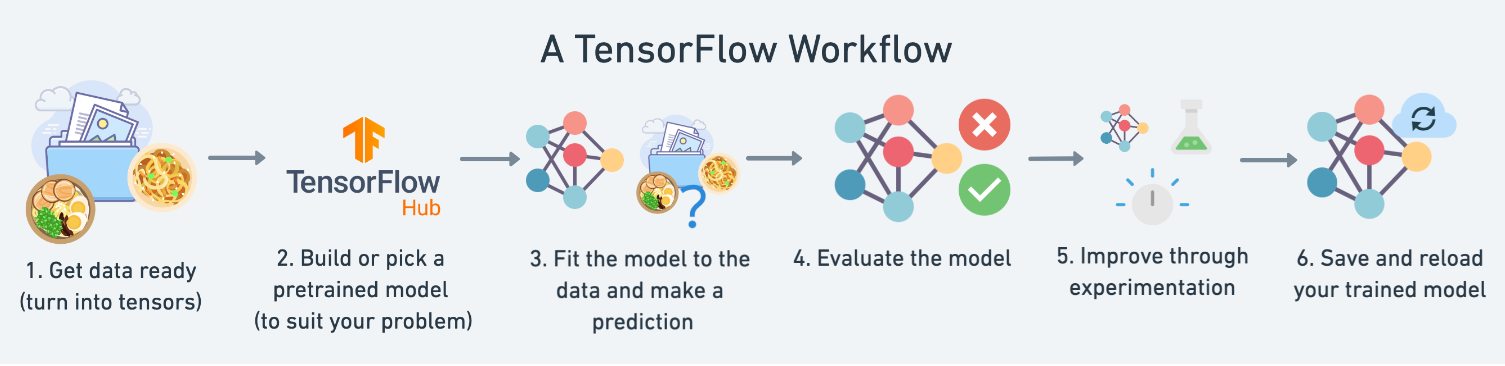 A TensorFlow Workflow
TensorFlow
Hub
1. Get data ready
(turn into tensors)
2. Build or pick a
pretrained model
(to suit your problem)
3. Fit the model to the
data and make a
prediction
?
4. Evaluate the model
5. Improve through
experimentation
6. Save and reload
your trained model